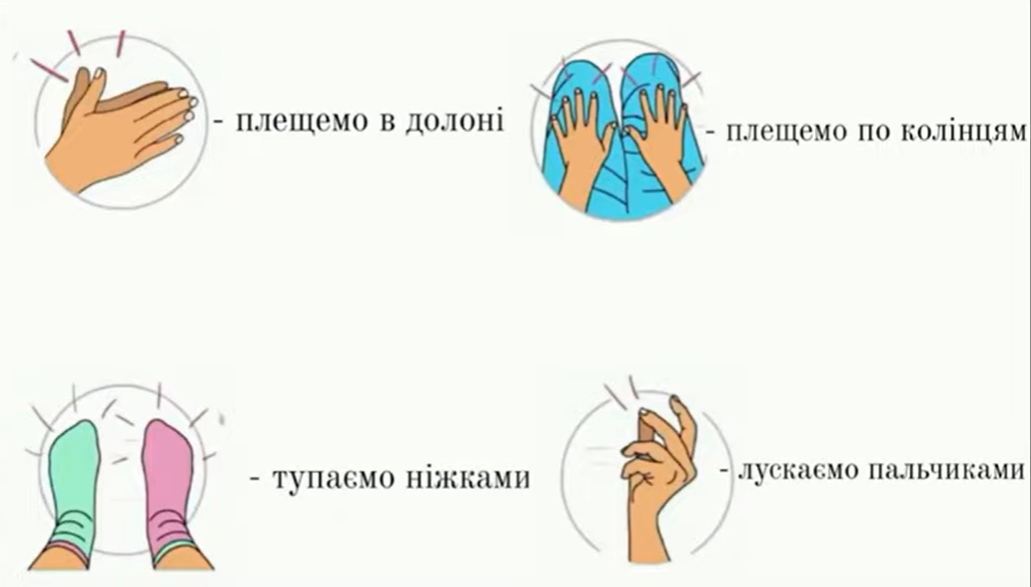 - плещемо в долоні
- плещемо по колінцям
- тупаємо ніжками
- лускаємо пальчиками